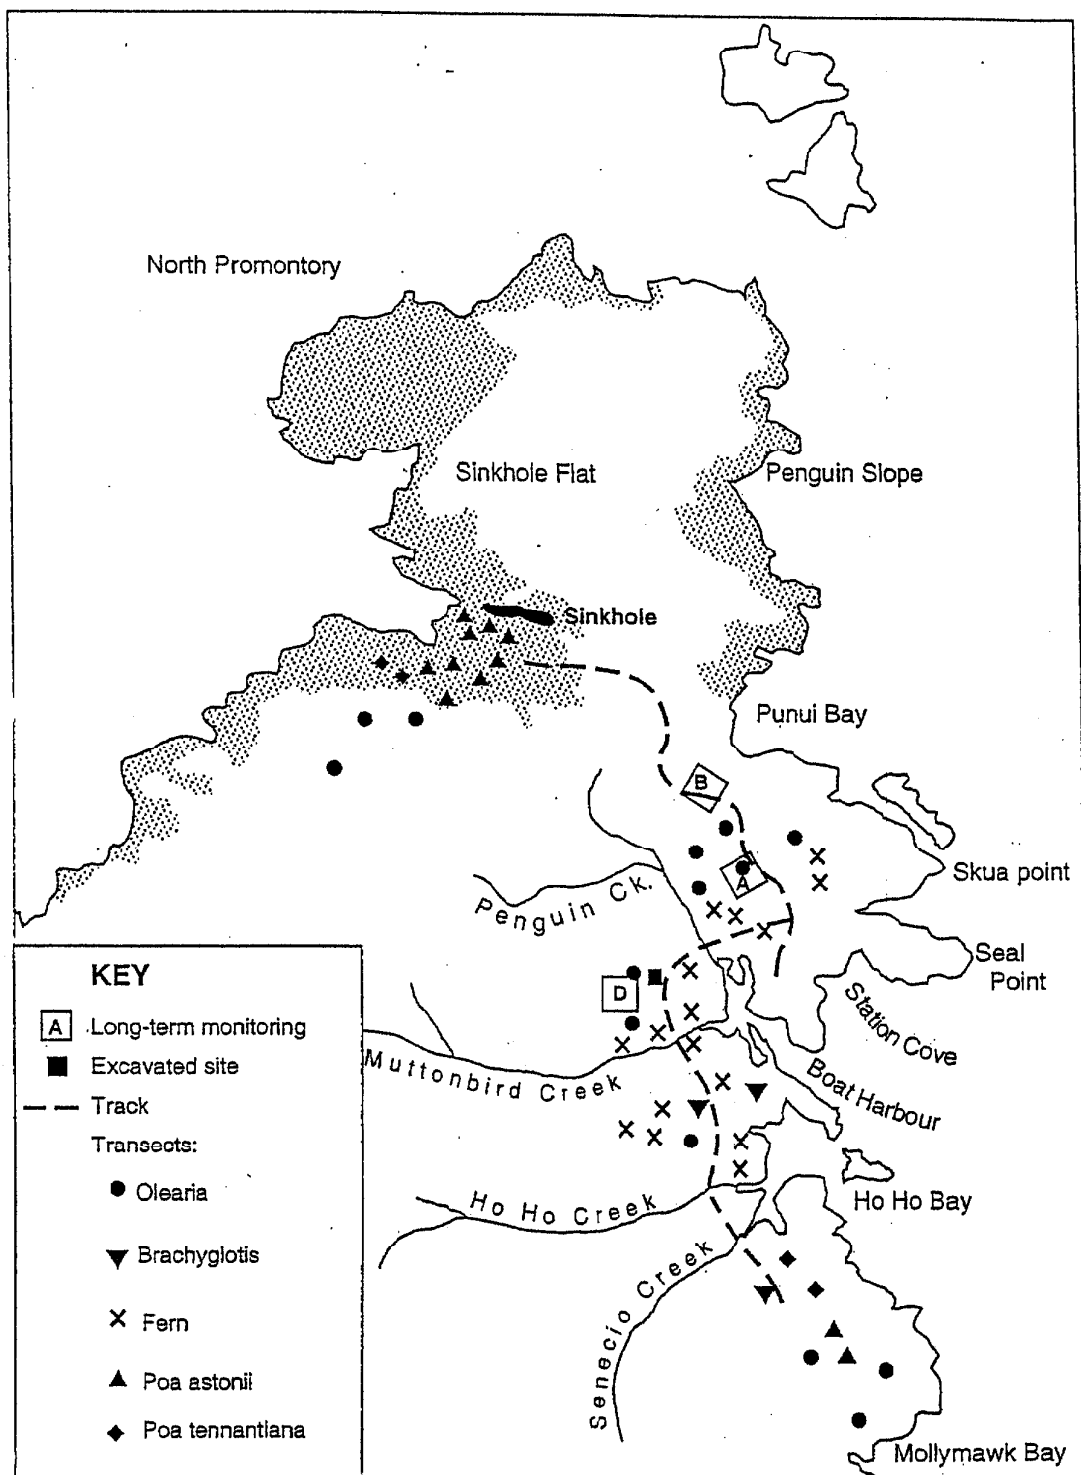 North Promontory
Sinkhole Flat
Penguin Slope
Sinkhole
Punui Bay
B
Skua point
A
Penguin Ck.
Seal
Point
D
Station Cove
Muttonbird Creek
Boat Harbour
Ho Ho Creek
Ho Ho Bay
Senecio Creek
Mollymawk Bay
KEY
A Long-term monitoring
Excavated site
Track
Transects:
Olearia
Brachyglotis
Fern
Poa astonii
Poa tennantiana